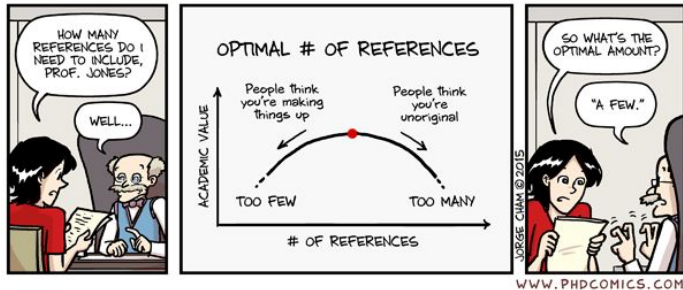 HOW MANY
REFERENCES DO I
NEED TO INCLUDE,
PROF. JONES?
WELL...
OPTIMAL # OF REFERENCES
People think
you're making
things up
People think
you're
unoriginal
ACADEMIC VALUE
TOO FEW
TOO MANY
# OF REFERENCES
SO WHAT'S THE
OPTIMAL AMOUNT?
"A FEW."
JORGE CHAM © 2015
WWW.PHDCOMICS.COM